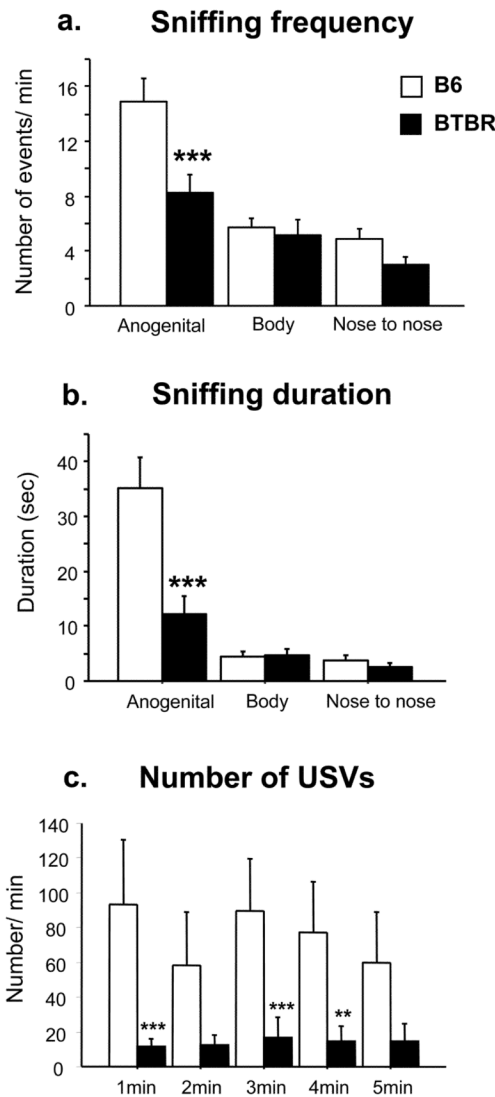 a. Sniffing frequency
Number of events/ min
16
12
8
4
0
B6
BTBR
***
Anogenital Body Nose to nose
b. Sniffing duration
Duration (sec)
40
30
20
10
0
***
Anogenital Body Nose to nose
c. Number of USVs
Number/ min
140
120
100
80
60
40
20
0
*** *** **
1min 2min 3min 4min 5min